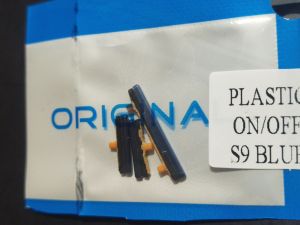 ORIGINA
PLASTIC
ON/OFF
S9 BLUE